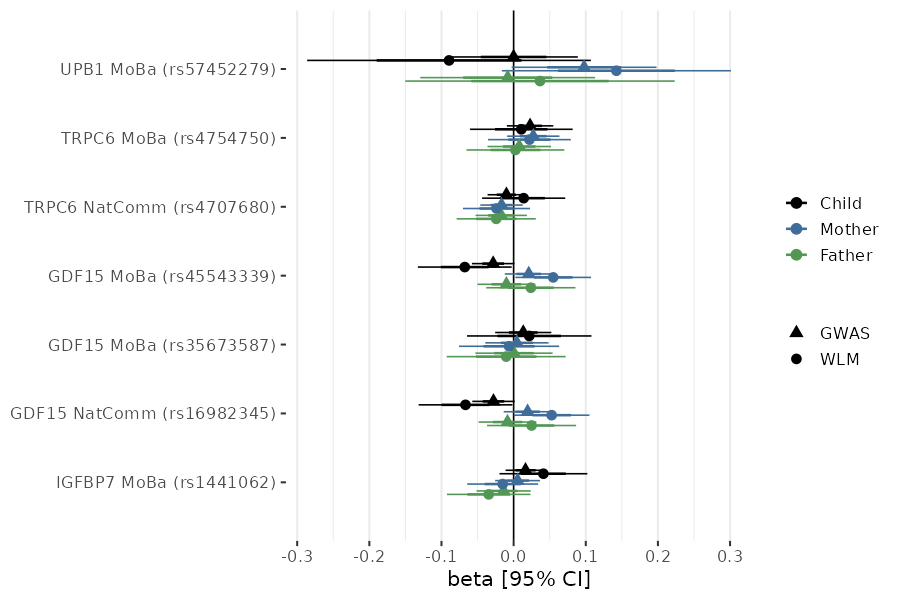 UPB1 MoBa (rs57452279)
TRPC6 MoBa (rs4754750)
TRPC6 NatComm (rs4707680)
GDF15 MoBa (rs45543339)
GDF15 MoBa (rs35673587)
GDF15 NatComm (rs16982345)
IGFBP7 MoBa (rs1441062)
-0.3 -0.2 -0.1 0.0 0.1 0.2 0.3
beta [95% CI]
Child
Mother
Father
GWAS
WLM